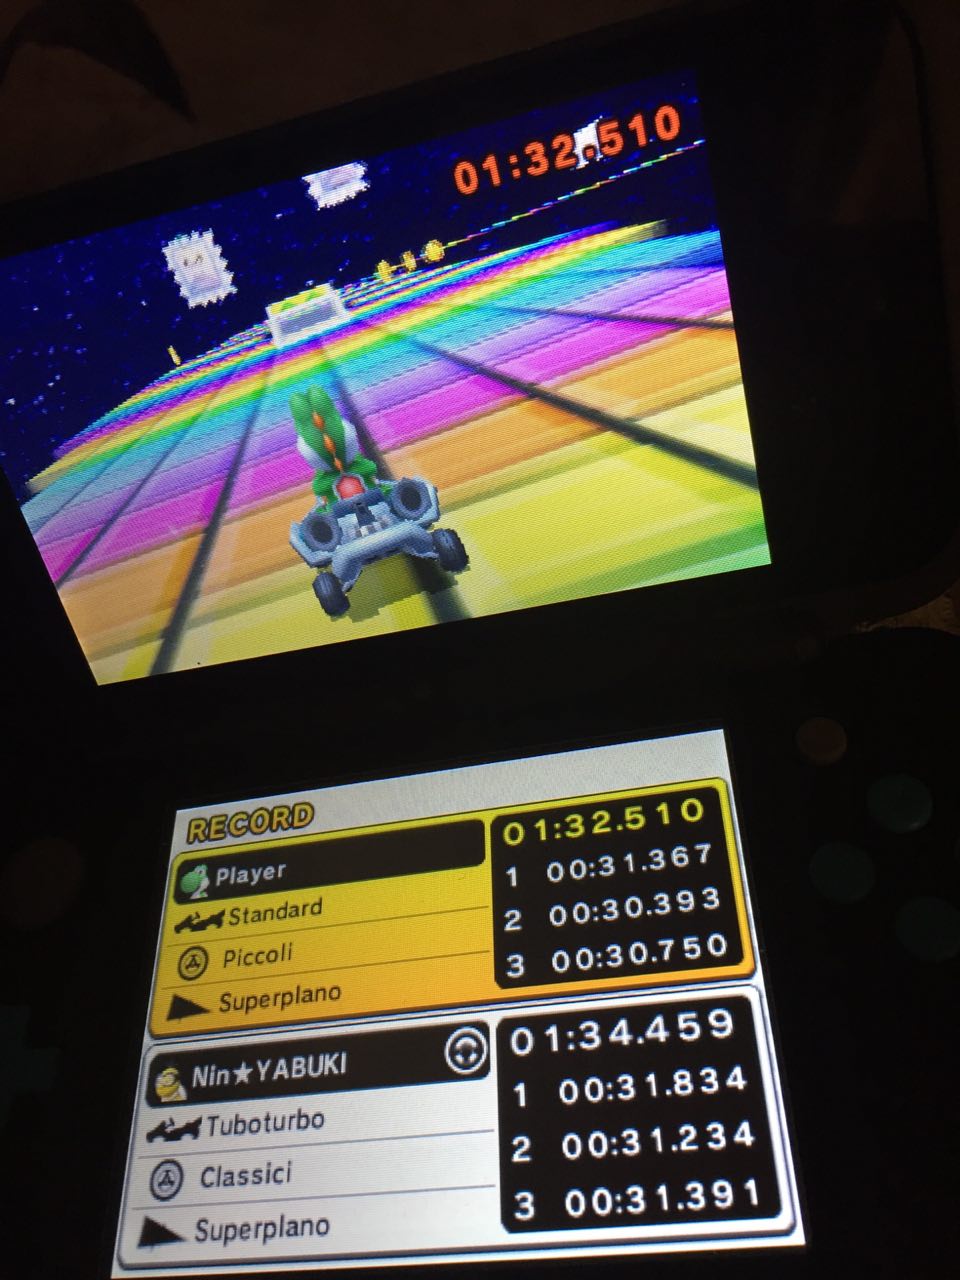 01:32.510
RECORD
Player
Standard
Piccoli
Superplano
01:32.510
1 00:31.367
2 00:30.393
3 00:30.750
Nin★YABUKI
Tuboturbo
Classici
Superplano
01:34.459
1 00:31.834
2 00:31.234
3 00:31.391